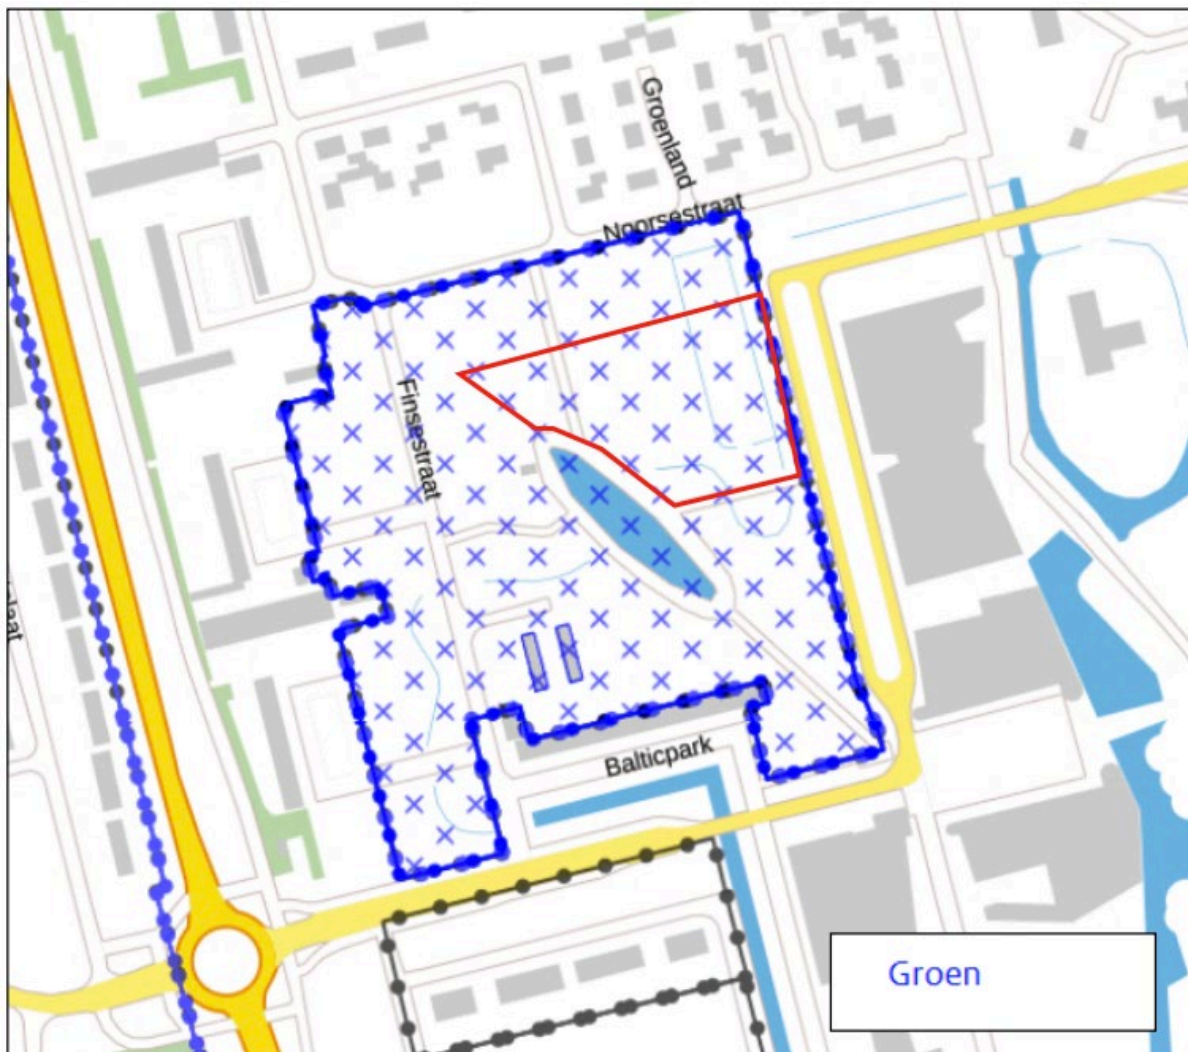 Groenland
Noorsestraat
Finsestraat
Balticpark
Groen